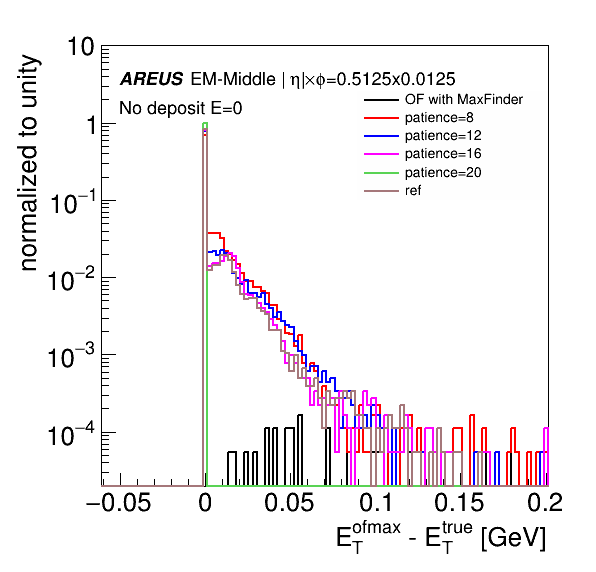 10
AREUS EM-Middle | η|×ϕ=0.5125x0.0125
No deposit E=0
OF with MaxFinder
patience=8
patience=12
patience=16
patience=20
ref
normalized to unity
1
10⁻¹
10⁻²
10⁻³
10⁻⁴
−0.05 0 0.05 0.1 0.15 0.2
E_T^ofmax - E_T^true [GeV]